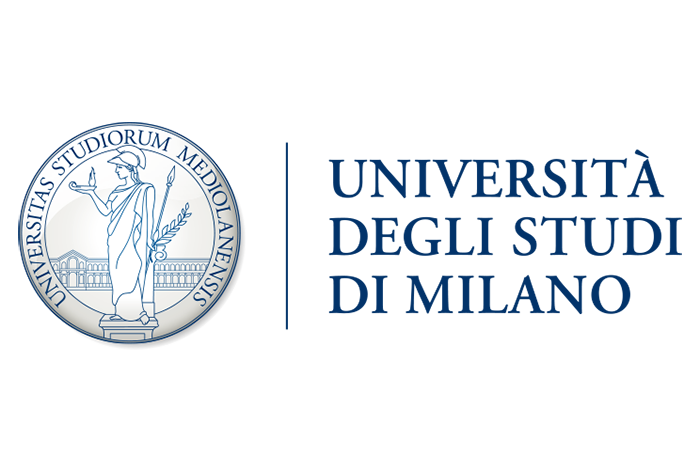 UNIVERSITAS STUDIORUM MEDIOLANENSIS
UNIVERSITÀ
DEGLI STUDI
DI MILANO